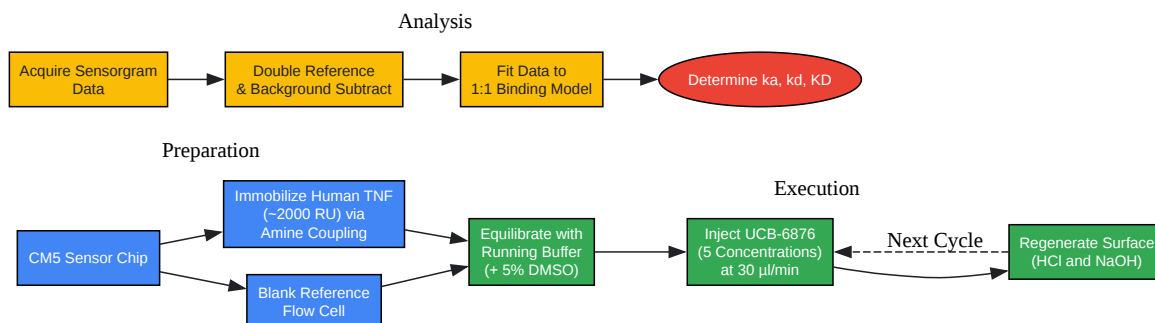 Analysis
Acquire Sensorgram
Data
Double Reference
& Background Subtract
Fit Data to
1:1 Binding Model
Determine ka, kd, KD
Preparation
Execution
CM5 Sensor Chip
Immobilize Human TNF
(~2000 RU) via
Amine Coupling
Blank Reference
Flow Cell
Equilibrate with
Running Buffer
(+ 5% DMSO)
Inject UCB-6876
(5 Concentrations)
at 30 µl/min
Next Cycle
Regenerate Surface
(HCl and NaOH)